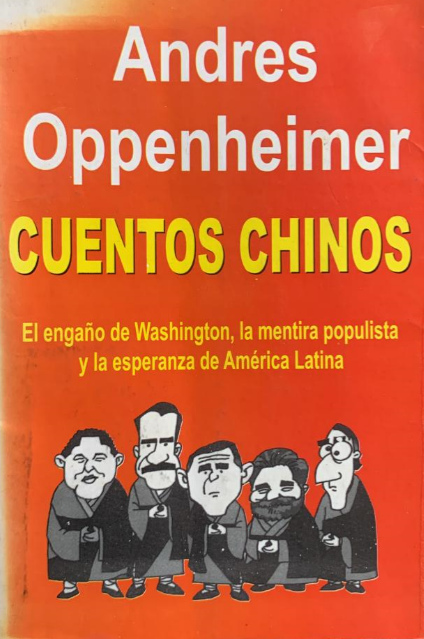 Andres
Oppenheimer
CUENTOS CHINOS
El engaño de Washington, la mentira populista
y la esperanza de América Latina